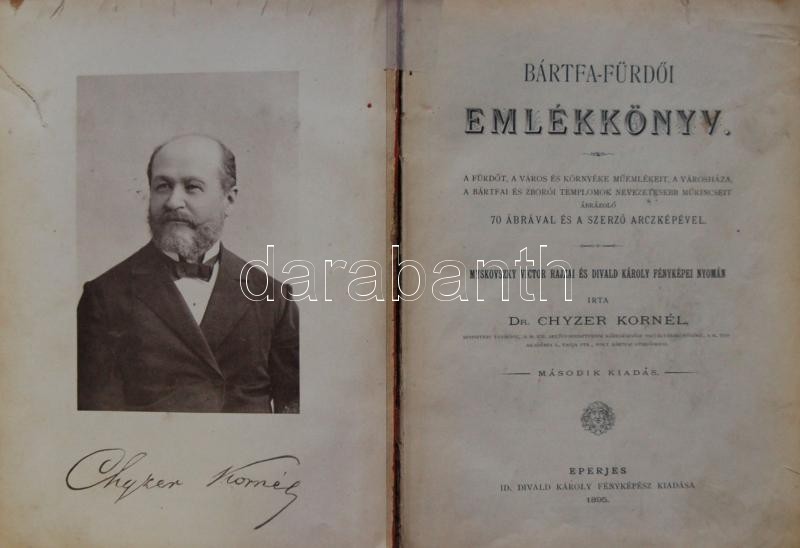 Chyzer Kornél
BÁRTFA-FÜRDŐI
EMLÉKKÖNYV.
A FÜRDŐT, A VÁROS ÉS KÖRNYÉKE MŰEMLÉKEIT, A VÁROSHÁZA,
A BÁRTFAI ÉS ZBORÓI TEMPLOMOK NEVEZETESEBB MŰKINCSEIT
ÁBRÁZOLÓ
70 ÁBRÁVAL ÉS A SZERZŐ ARCZKÉPÉVEL.
darabanth
MYSKOVSZKY VICTOR RAJZAI ÉS DIVALD KÁROLY FÉNYKÉPEI NYOMÁN
IRTA
DR. CHYZER KORNÉL,
MÁSODIK KIADÁS.
EPERJES
ID. DIVALD KÁROLY FÉNYKÉPÉSZ KIADÁSA
1895.